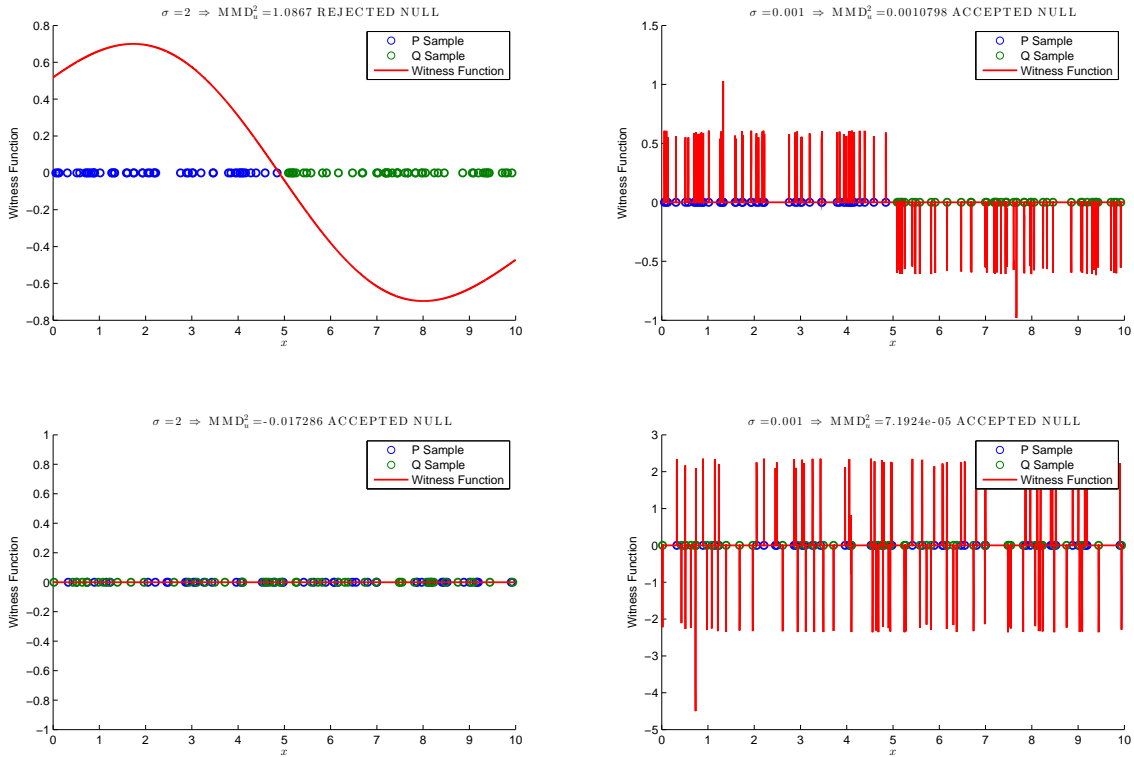 σ=2 ⇒ MMD²ᵤ=1.0867 REJECTED NULL
0.8
0.6
0.4
0.2
0
−0.2
−0.4
−0.6
−0.8
Witness Function
P Sample
Q Sample
Witness Function
0 1 2 3 4 5 6 7 8 9 10
x
σ=0.001 ⇒ MMD²ᵤ=0.0010798 ACCEPTED NULL
1.5
1
0.5
0
−0.5
−1
Witness Function
P Sample
Q Sample
Witness Function
0 1 2 3 4 5 6 7 8 9 10
x
σ=2 ⇒ MMD²ᵤ=-0.017286 ACCEPTED NULL
1
0.8
0.6
0.4
0.2
0
−0.2
−0.4
−0.6
−0.8
−1
Witness Function
P Sample
Q Sample
Witness Function
0 1 2 3 4 5 6 7 8 9 10
x
σ=0.001 ⇒ MMD²ᵤ=7.1924e-05 ACCEPTED NULL
3
2
1
0
−1
−2
−3
−4
−5
Witness Function
P Sample
Q Sample
Witness Function
0 1 2 3 4 5 6 7 8 9 10
x